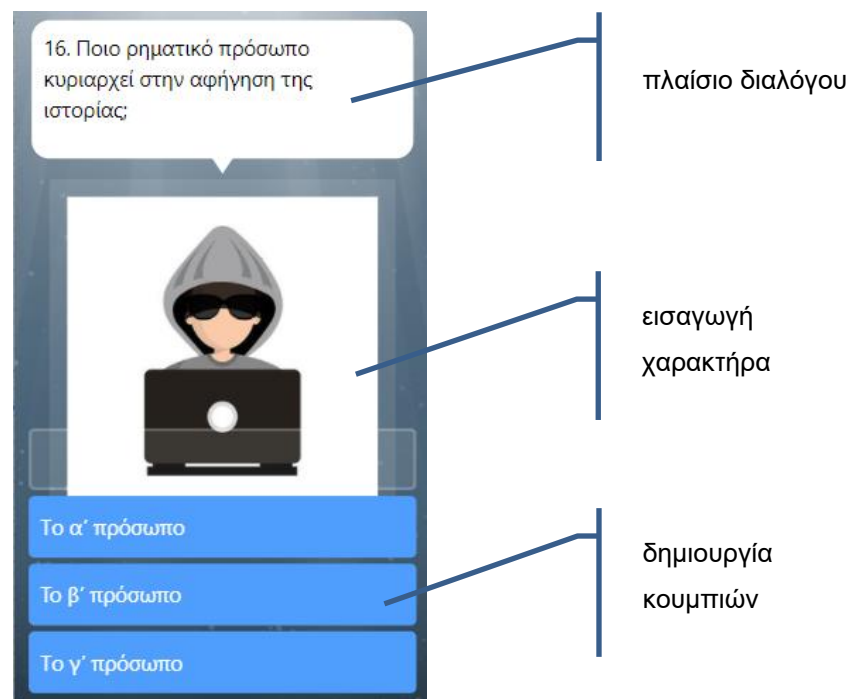 16. Ποιο ρηματικό πρόσωπο
κυριαρχεί στην αφήγηση της
ιστορίας;
πλαίσιο διαλόγου
εισαγωγή
χαρακτήρα
Το α΄ πρόσωπο
Το β΄ πρόσωπο
Το γ΄ πρόσωπο
δημιουργία
κουμπιών